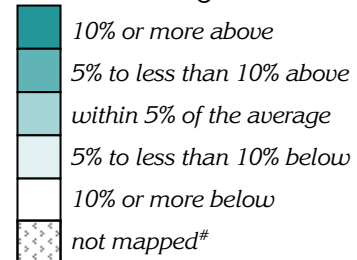 10% or more above
5% to less than 10% above
within 5% of the average
5% to less than 10% below
10% or more below
not mapped#